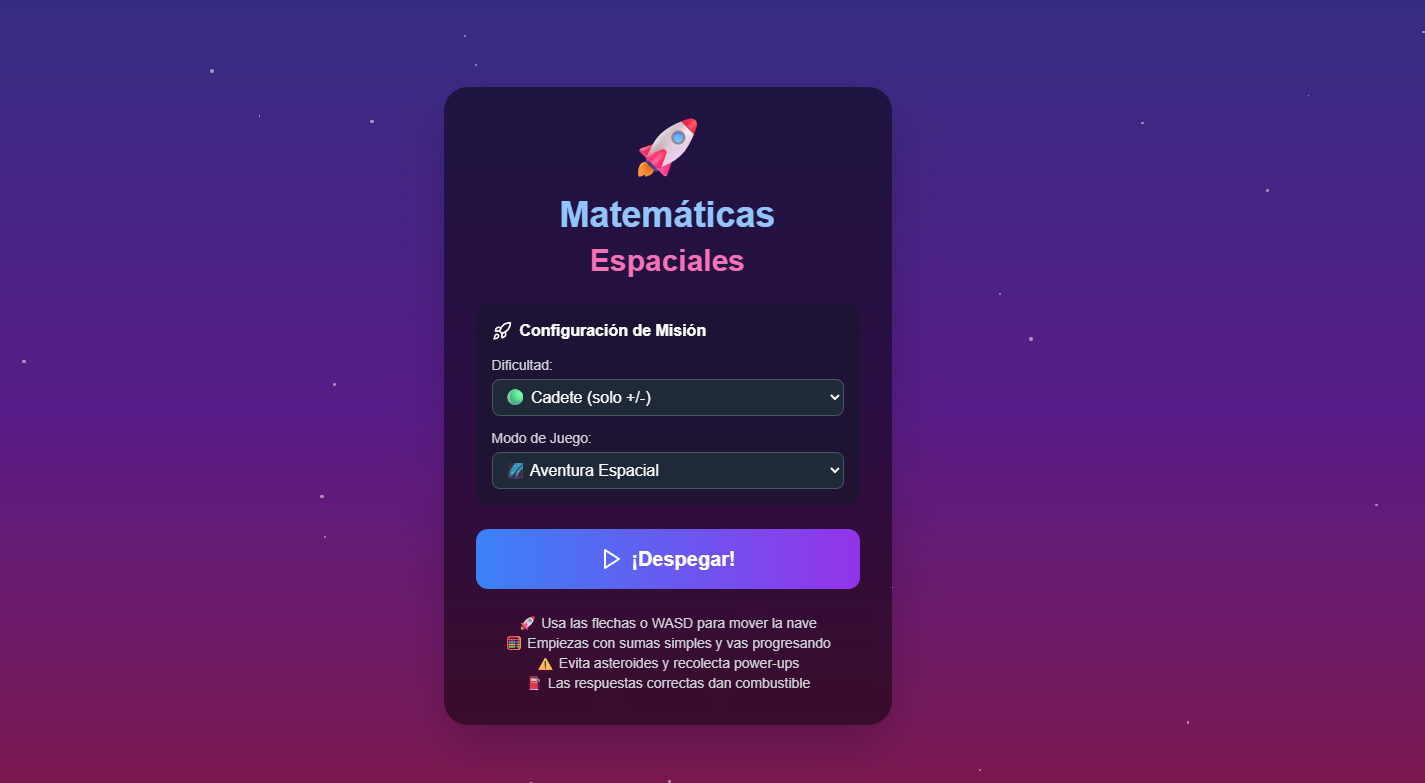 Matemáticas
Espaciales
Configuración de Misión
Dificultad:
Cadete (solo +/-)
Modo de Juego:
Aventura Espacial
¡Despegar!
Usa las flechas o WASD para mover la nave
Empiezas con sumas simples y vas progresando
Evita asteroides y recolecta power-ups
Las respuestas correctas dan combustible